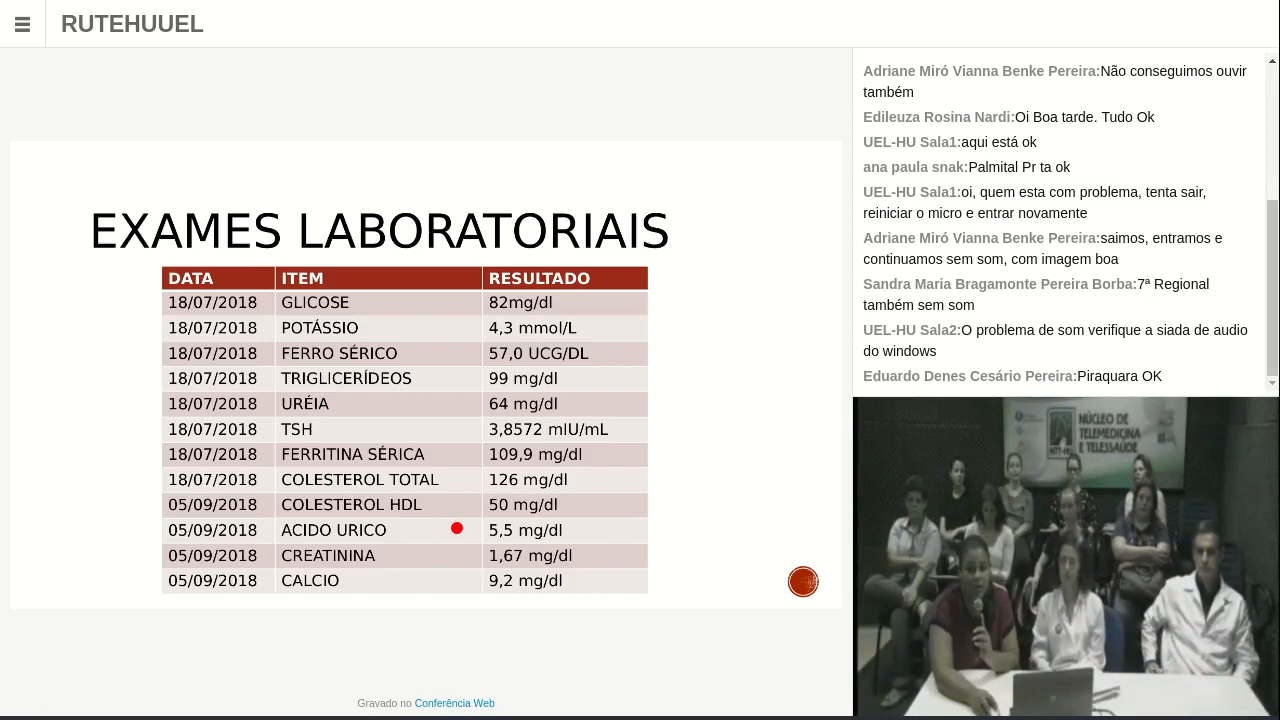 RUTEHUUEL
EXAMES LABORATORIAIS
DATA ITEM RESULTADO
18/07/2018 GLICOSE 82mg/dl
18/07/2018 POTÁSSIO 4,3 mmol/L
18/07/2018 FERRO SÉRICO 57,0 UCG/DL
18/07/2018 TRIGLICERÍDEOS 99 mg/dl
18/07/2018 URÉIA 64 mg/dl
18/07/2018 TSH 3,8572 mIU/mL
18/07/2018 FERRITINA SÉRICA 109,9 mg/dl
18/07/2018 COLESTEROL TOTAL 126 mg/dl
05/09/2018 COLESTEROL HDL 50 mg/dl
05/09/2018 ACIDO URICO 5,5 mg/dl
05/09/2018 CREATININA 1,67 mg/dl
05/09/2018 CALCIO 9,2 mg/dl
Gravado no Conferência Web
Adriane Miró Vianna Benke Pereira:Não conseguimos ouvir
também
Edileuza Rosina Nardi:Oi Boa tarde. Tudo Ok
UEL-HU Sala1:aqui está ok
ana paula snak:Palmital Pr ta ok
UEL-HU Sala1:oi, quem esta com problema, tenta sair,
reiniciar o micro e entrar novamente
Adriane Miró Vianna Benke Pereira:saimos, entramos e
continuamos sem som, com imagem boa
Sandra Maria Bragamonte Pereira Borba:7ª Regional
também sem som
UEL-HU Sala2:O problema de som verifique a siada de audio
do windows
Eduardo Denes Cesário Pereira:Piraquara OK
NÚCLEO DE
TELEMEDICINA
E TELESSAÚDE